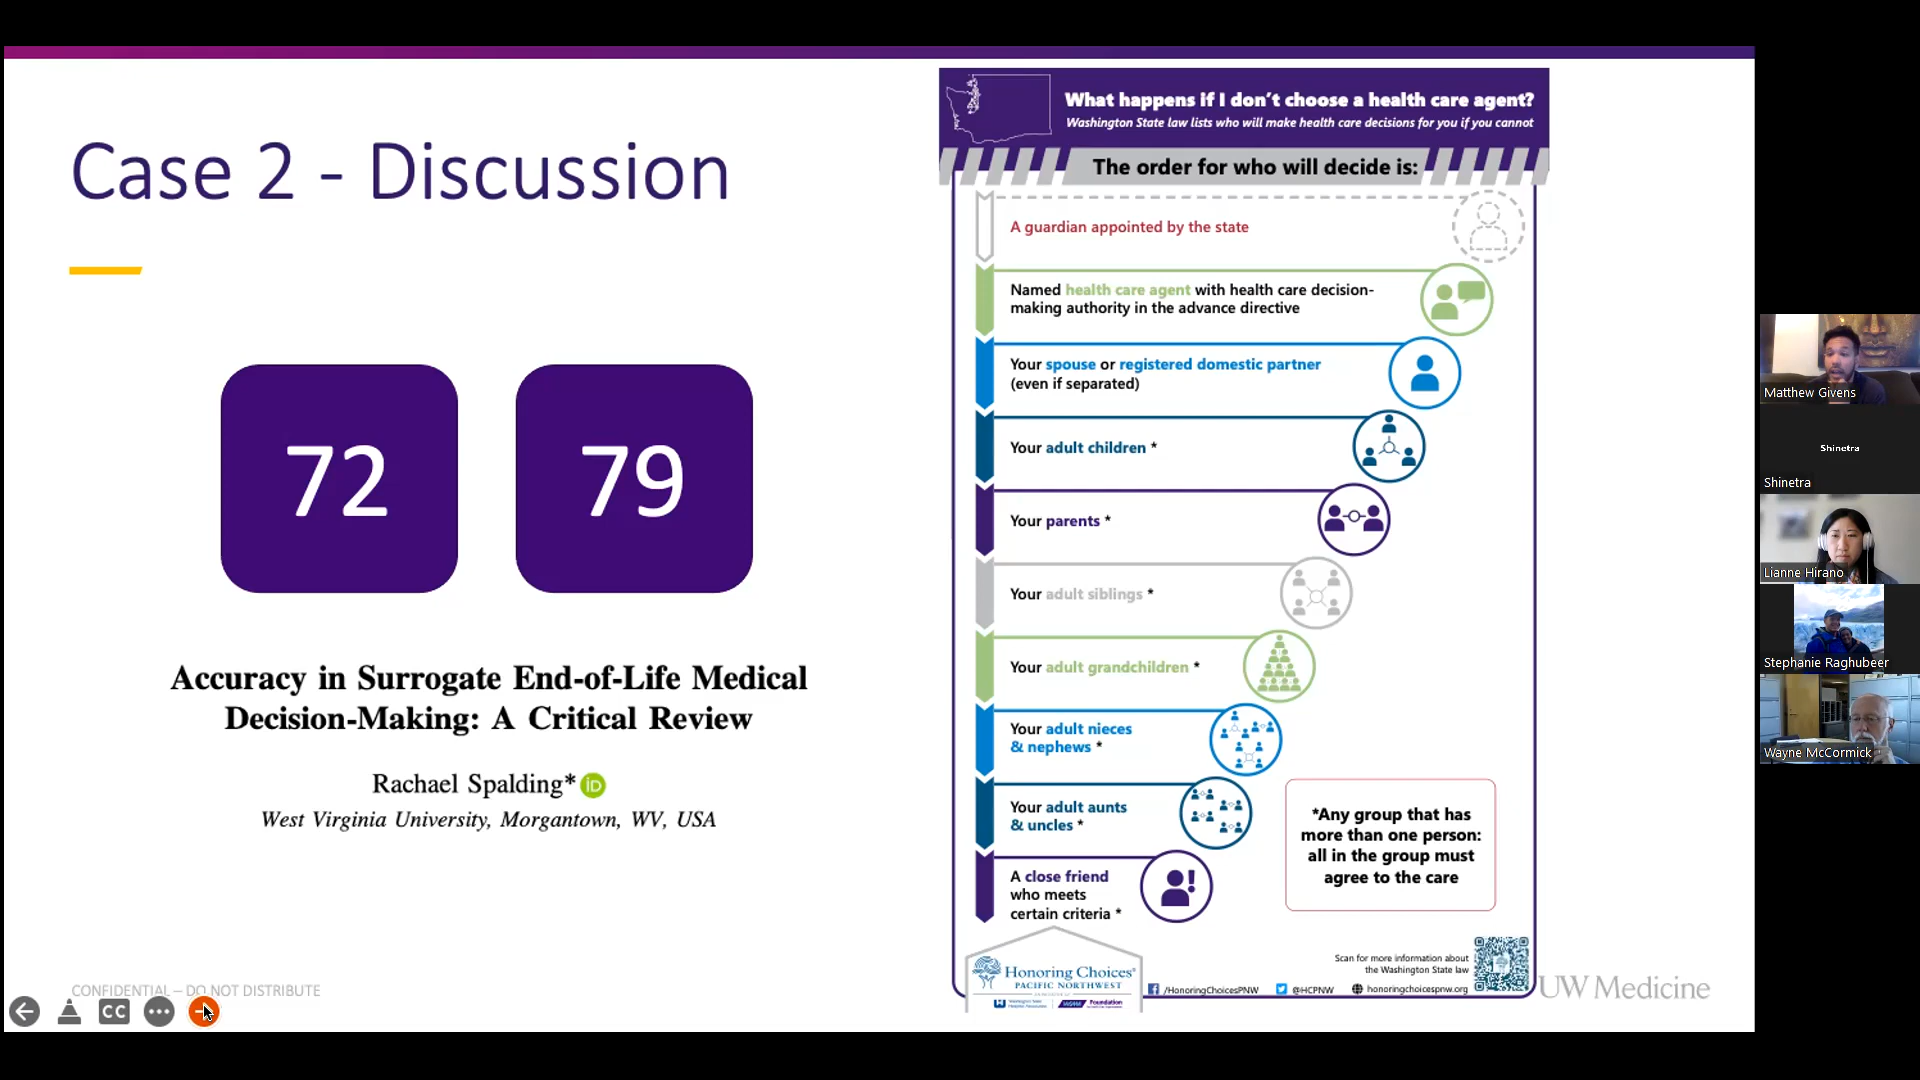 Case 2 - Discussion
72
79
Accuracy in Surrogate End-of-Life Medical
Decision-Making: A Critical Review
Rachael Spalding*
iD
West Virginia University, Morgantown, WV, USA
CONFIDENTIAL – DO NOT DISTRIBUTE
CC
What happens if I don't choose a health care agent?
Washington State law lists who will make health care decisions for you if you cannot
The order for who will decide is:
A guardian appointed by the state
Named health care agent with health care decision-
making authority in the advance directive
Your spouse or registered domestic partner
(even if separated)
Your adult children *
Your parents *
Your adult siblings *
Your adult grandchildren *
Your adult nieces
& nephews *
Your adult aunts
& uncles *
A close friend
who meets
certain criteria *
*Any group that has
more than one person:
all in the group must
agree to the care
Honoring Choices®
PACIFIC NORTHWEST
Foundation
/HonoringChoicesPNW
@HCPNW
honoringchoicespnw.org
Scan for more information about
the Washington State law
UW Medicine
Matthew Givens
Shinetra
Shinetra
Lianne Hirano
Stephanie Raghubeer
Wayne McCormick